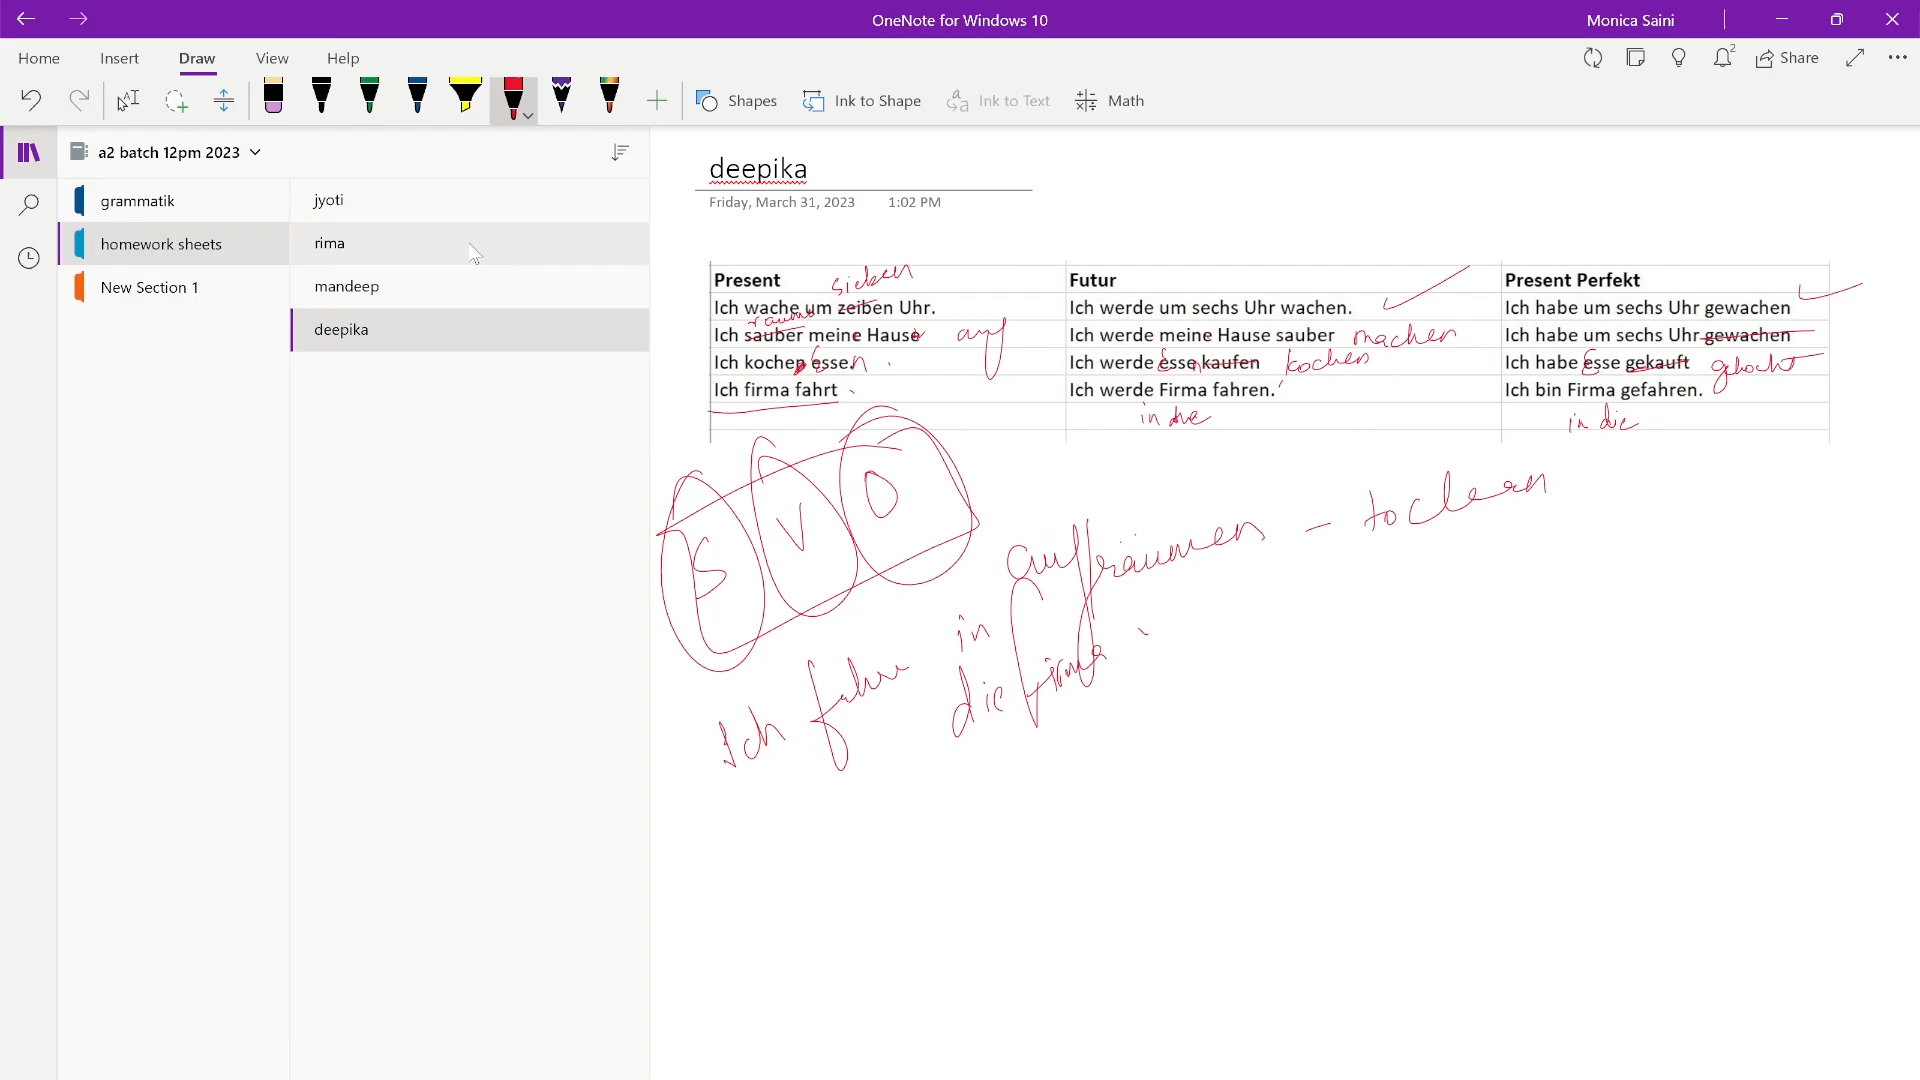 OneNote for Windows 10
Monica Saini
Home Insert Draw View Help
2 Share
Shapes Ink to Shape Ink to Text Math
a2 batch 12pm 2023
grammatik
homework sheets
New Section 1
jyoti
rima
mandeep
deepika
deepika
Friday, March 31, 2023 1:02 PM
Present Futur Present Perfekt
sieben
Ich wache um zeiben Uhr. Ich werde um sechs Uhr wachen. Ich habe um sechs Uhr gewachen
räume
Ich sauber meine Hause auf Ich werde meine Hause sauber machen Ich habe um sechs Uhr gewachen
Ich kochen esse. En. Ich werde esse kaufen E n kochen Ich habe esse gekauft E gekocht
Ich firma fahrt. Ich werde Firma fahren. Ich bin Firma gefahren.
in die in die
S V O
aufräumen - to clean
in
Ich fahre die firma.